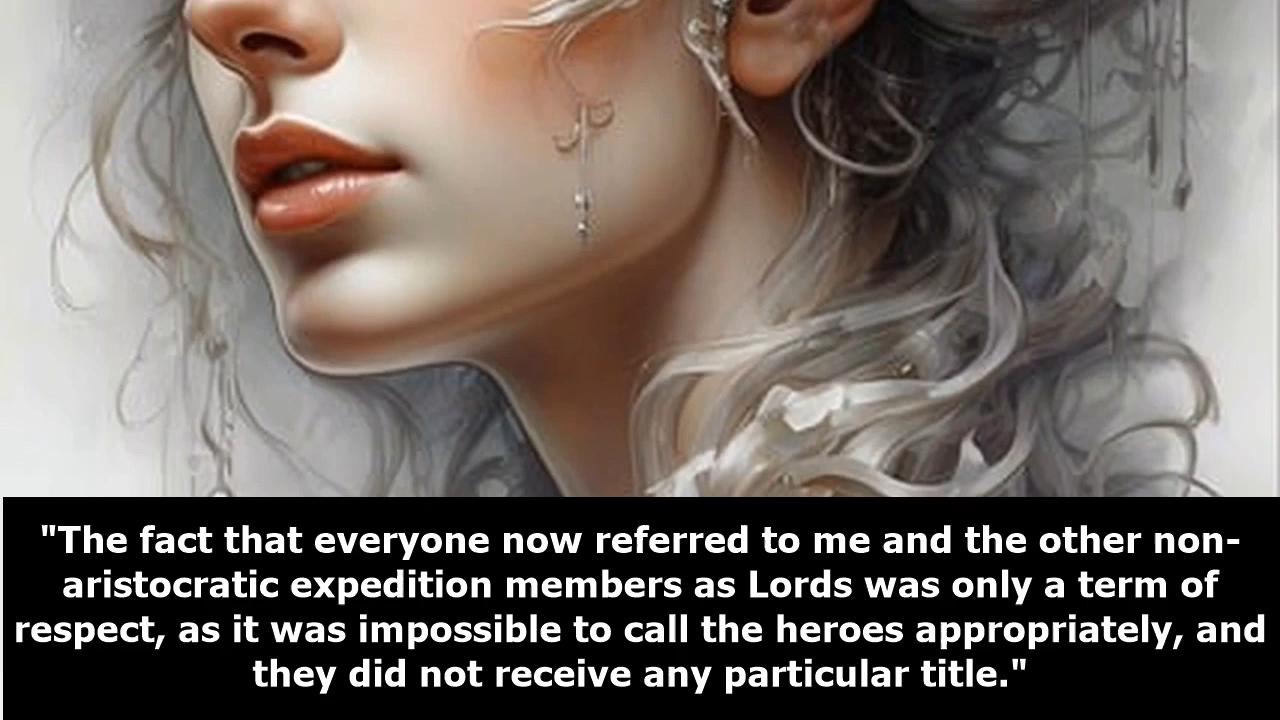 "The fact that everyone now referred to me and the other non-
aristocratic expedition members as Lords was only a term of
respect, as it was impossible to call the heroes appropriately, and
they did not receive any particular title."